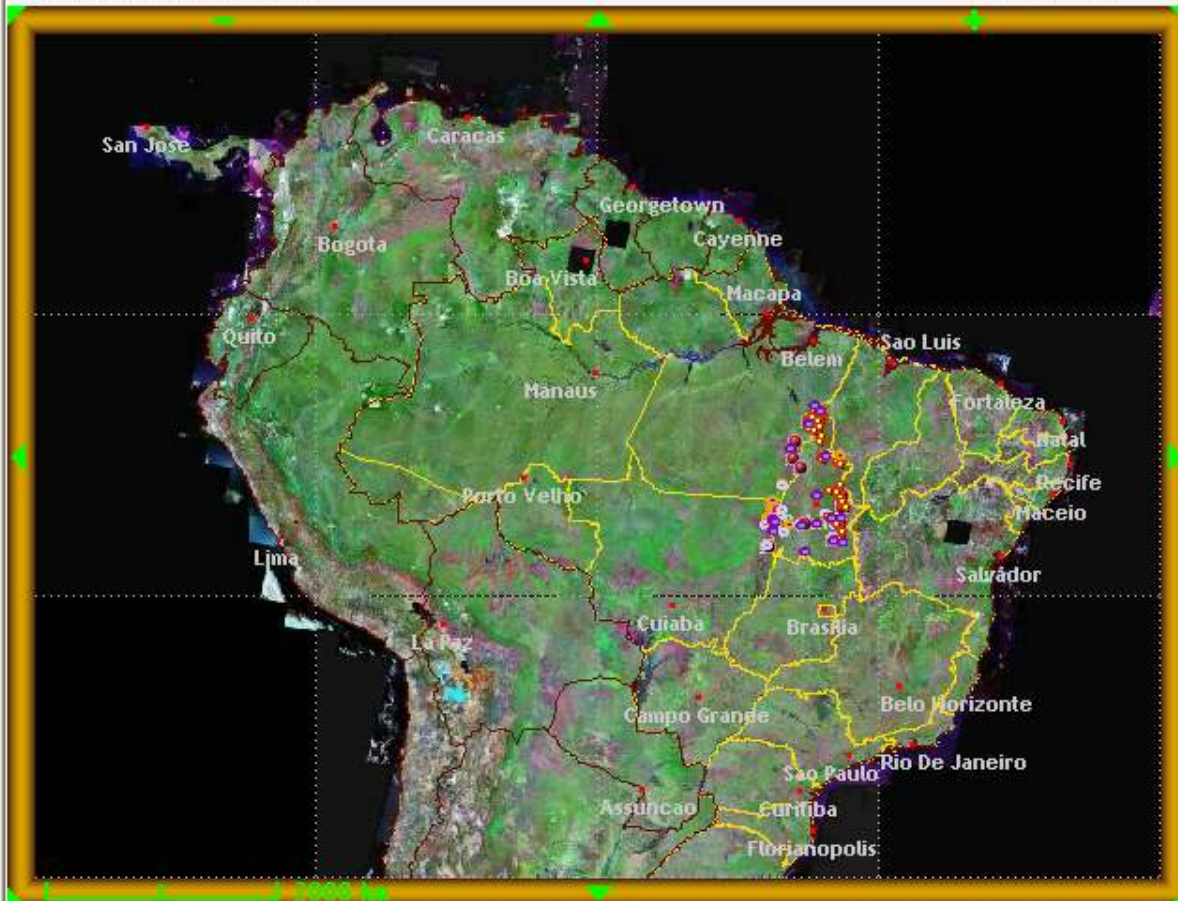 San Jose
Caracas
Georgetown
Bogota
Cayenne
Boa Vista
Macapa
Quito
Sao Luis
Belem
Manaus
Fortaleza
Natal
Porto Velho
Recife
Maceio
Lima
Salvador
Cuiaba
Brasilia
La Paz
Belo Horizonte
Campo Grande
Rio De Janeiro
Sao Paulo
Assuncao
Curitiba
Florianopolis